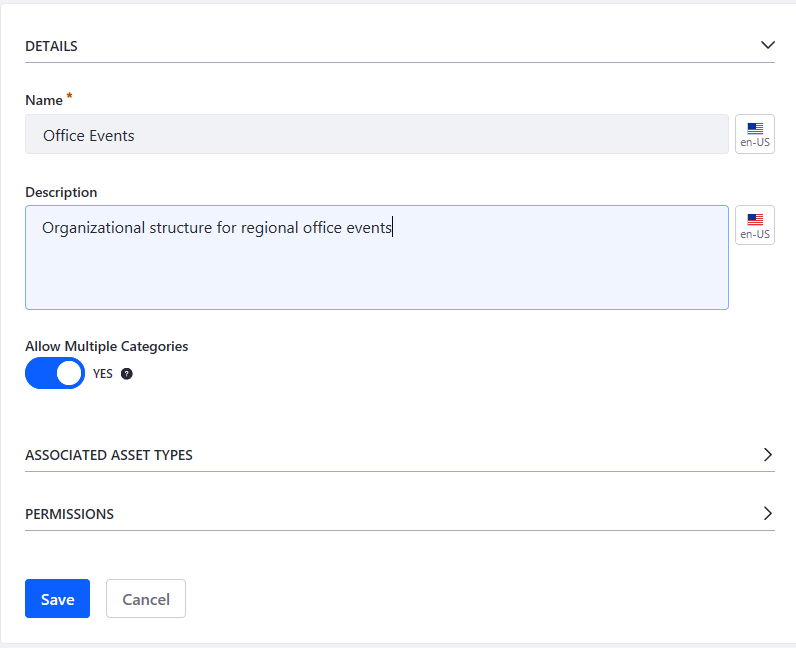 DETAILS
Name *
Office Events
en-US
Description
Organizational structure for regional office events
en-US
Allow Multiple Categories
YES ?
ASSOCIATED ASSET TYPES
PERMISSIONS
Save Cancel